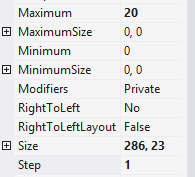 Maximum 20
MaximumSize 0, 0
Minimum 0
MinimumSize 0, 0
Modifiers Private
RightToLeft No
RightToLeftLayout False
Size 286, 23
Step 1